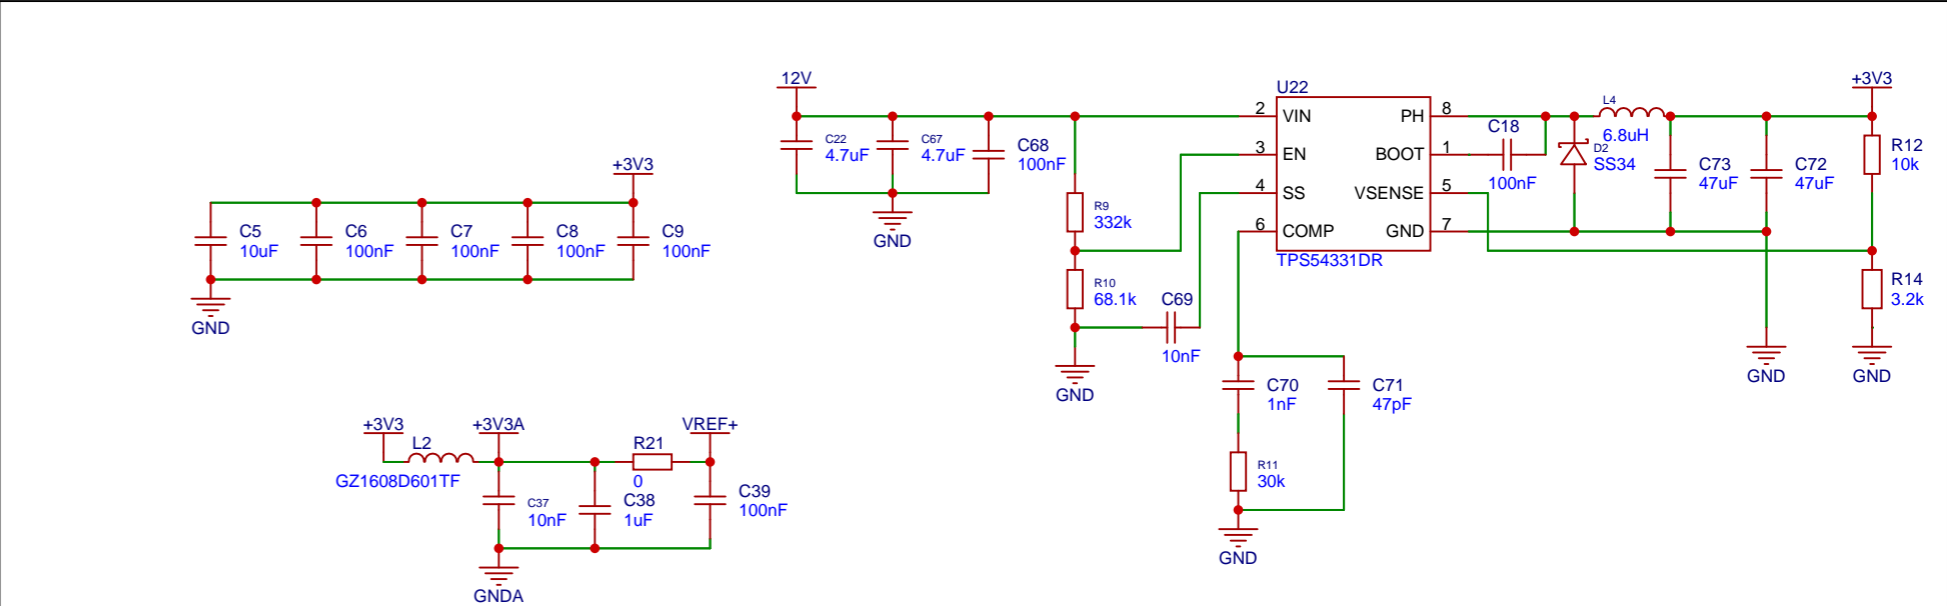 +3V3
C5
10uF
C6
100nF
C7
100nF
C8
100nF
C9
100nF
GND
+3V3
L2
GZ1608D601TF
+3V3A
C37
10nF
C38
1uF
R21
0
VREF+
C39
100nF
GNDA
12V
C22
4.7uF
C67
4.7uF
C68
100nF
GND
R9
332k
R10
68.1k
GND
C69
10nF
U22
2 VIN PH 8
3 EN BOOT 1
4 SS VSENSE 5
6 COMP GND 7
TPS54331DR
C70
1nF
C71
47pF
R11
30k
GND
C18
100nF
D2
SS34
L4
6.8uH
C73
47uF
C72
47uF
GND
+3V3
R12
10k
R14
3.2k
GND